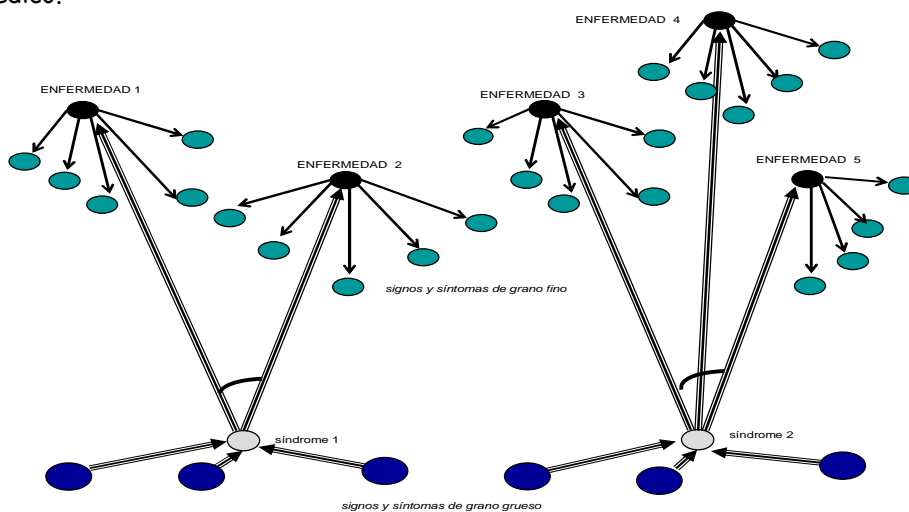 ENFERMEDAD 4
ENFERMEDAD 1
ENFERMEDAD 3
ENFERMEDAD 2
ENFERMEDAD 5
signos y síntomas de grano fino
síndrome 1
síndrome 2
signos y síntomas de grano grueso